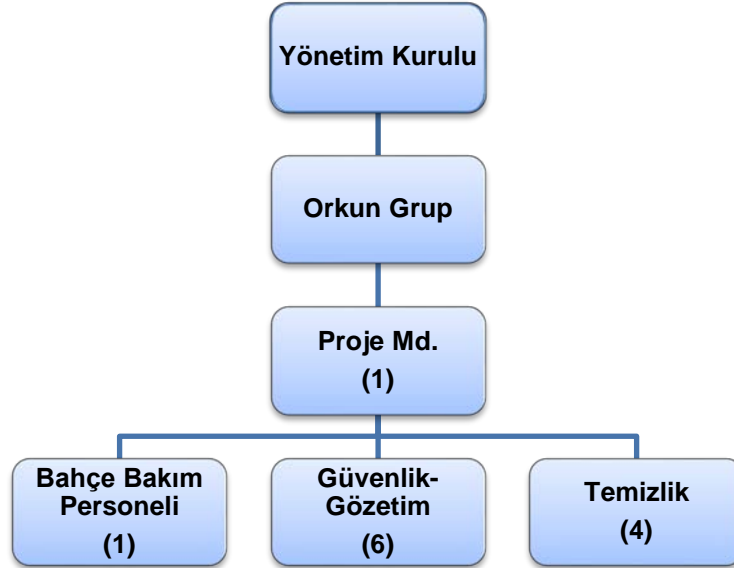 Yönetim Kurulu
Orkun Grup
Proje Md.
(1)
Bahçe Bakım
Personeli
(1)
Güvenlik-
Gözetim
(6)
Temizlik
(4)